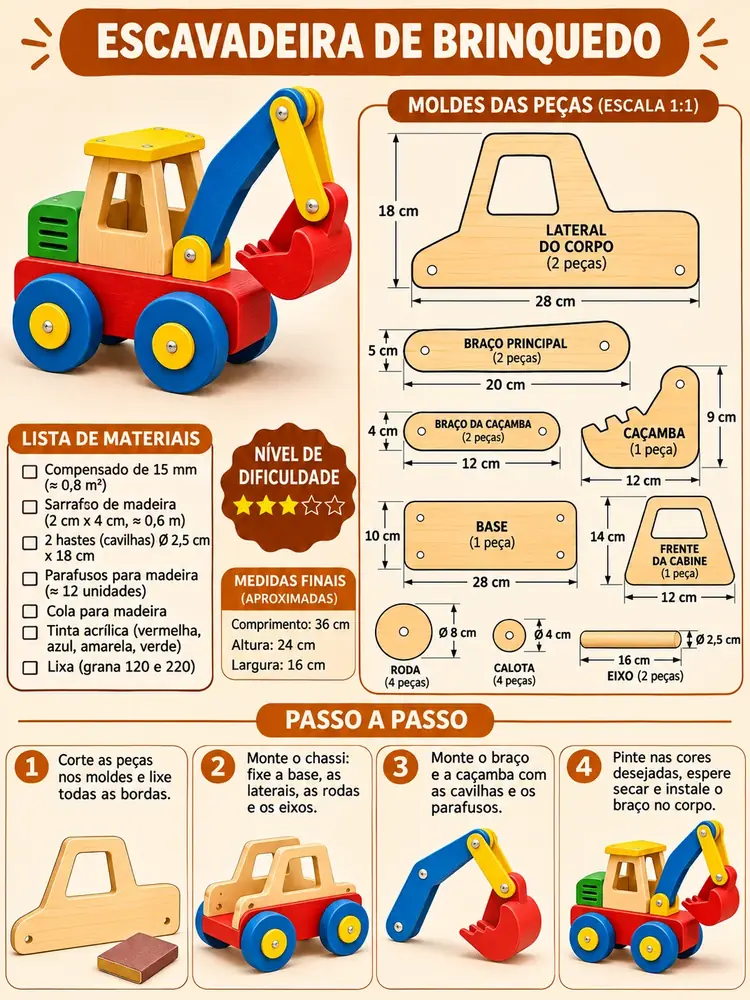 ESCAVADEIRA DE BRINQUEDO
MOLDES DAS PEÇAS (ESCALA 1:1)
18 cm
LATERAL
DO CORPO
(2 peças)
28 cm
5 cm
BRAÇO PRINCIPAL
(2 peças)
20 cm
4 cm
BRAÇO DA CAÇAMBA
(2 peças)
12 cm
CAÇAMBA
(1 peça)
9 cm
12 cm
10 cm
BASE
(1 peça)
28 cm
14 cm
FRENTE
DA CABINE
(1 peça)
12 cm
Ø 8 cm
RODA
(4 peças)
Ø 4 cm
CALOTA
(4 peças)
Ø 2,5 cm
16 cm
EIXO (2 peças)
LISTA DE MATERIAIS
Compensado de 15 mm
(≈ 0,8 m²)
Sarrafso de madeira
(2 cm x 4 cm, ≈ 0,6 m)
2 hastes (cavilhas) Ø 2,5 cm
x 18 cm
Parafusos para madeira
(≈ 12 unidades)
Cola para madeira
Tinta acrílica (vermelha,
azul, amarela, verde)
Lixa (grana 120 e 220)
NÍVEL DE
DIFICULDADE
MEDIDAS FINAIS
(APROXIMADAS)
Comprimento: 36 cm
Altura: 24 cm
Largura: 16 cm
PASSO A PASSO
1
Corte as peças
nos moldes e lixe
todas as bordas.
2
Monte o chassi:
fixe a base, as
laterais, as rodas
e os eixos.
3
Monte o braço
e a caçamba com
as cavilhas e os
parafusos.
4
Pinte nas cores
desejadas, espere
secar e instale o
braço no corpo.